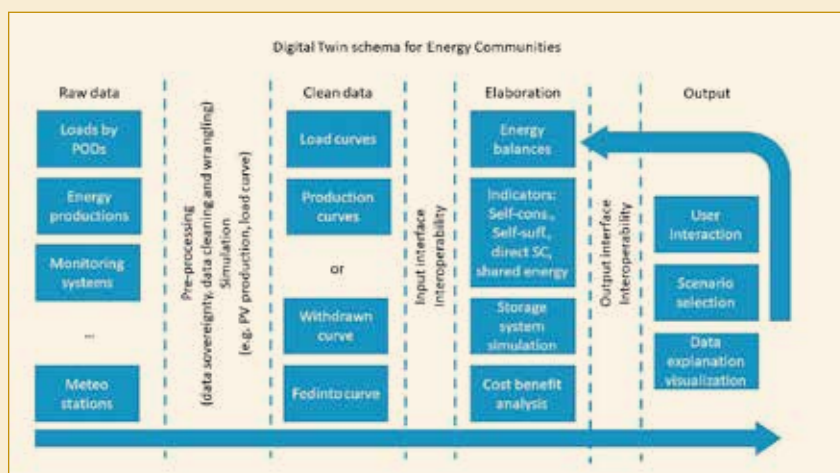 Digital Twin schema for Energy Communities
Raw data
Loads by
PODs
Energy
productions
Monitoring
systems
...
Meteo
stations
Pre-processing
(data sovereignty, data cleaning and wrangling)
Simulation
(e.g. PV production, load curve)
Clean data
Load curves
Production
curves
or
Withdrawn
curve
Fedinto curve
Input interface
Interoperability
Elaboration
Energy
balances
Indicators:
Self-cons.,
Self-suff.,
direct SC,
shared energy
Storage
system
simulation
Cost benefit
analysis
Output interface
Interoperability
Output
User
Interaction
Scenario
selection
Data
explanation
visualization